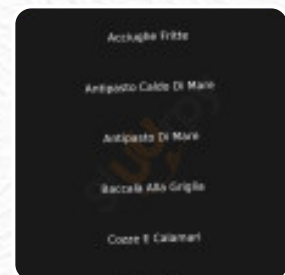 Acciughe Fritte
Antipasto Caldo Di Mare
Antipasto Di Mare
Baccalà Alla Griglia
Cozze E Calamari